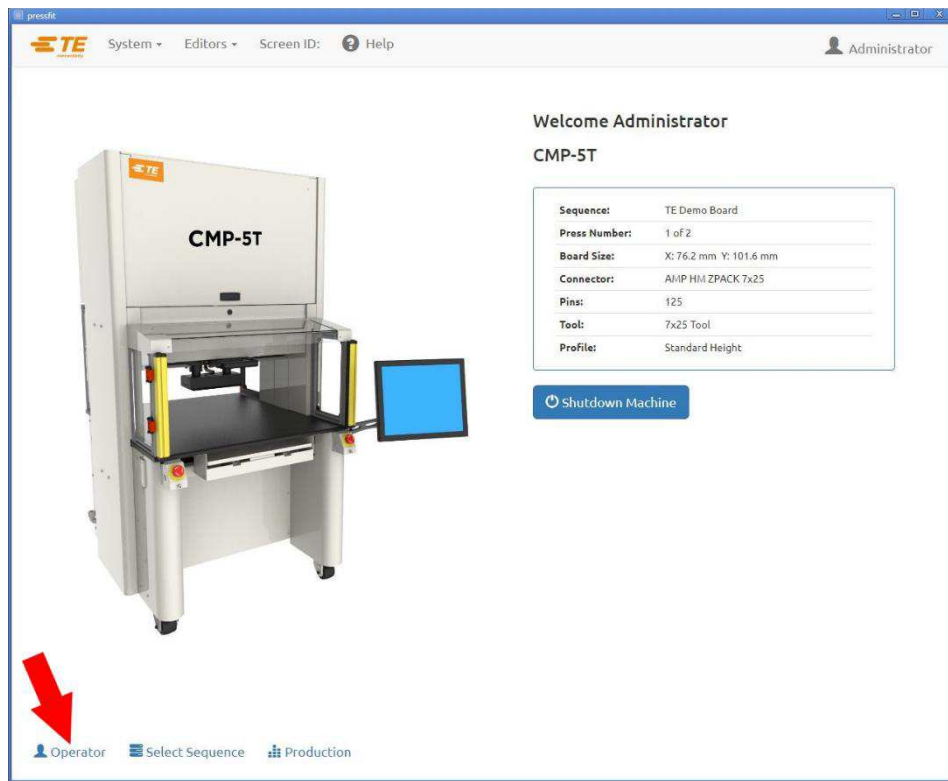 pressfit
TE
connectivity
System
Editors
Screen ID:
Help
Administrator
Welcome Administrator
CMP-5T
TE
CMP-5T
Sequence: TE Demo Board
Press Number: 1 of 2
Board Size: X: 76.2 mm Y: 101.6 mm
Connector: AMP HM ZPACK 7x25
Pins: 125
Tool: 7x25 Tool
Profile: Standard Height
Shutdown Machine
Operator
Select Sequence
Production